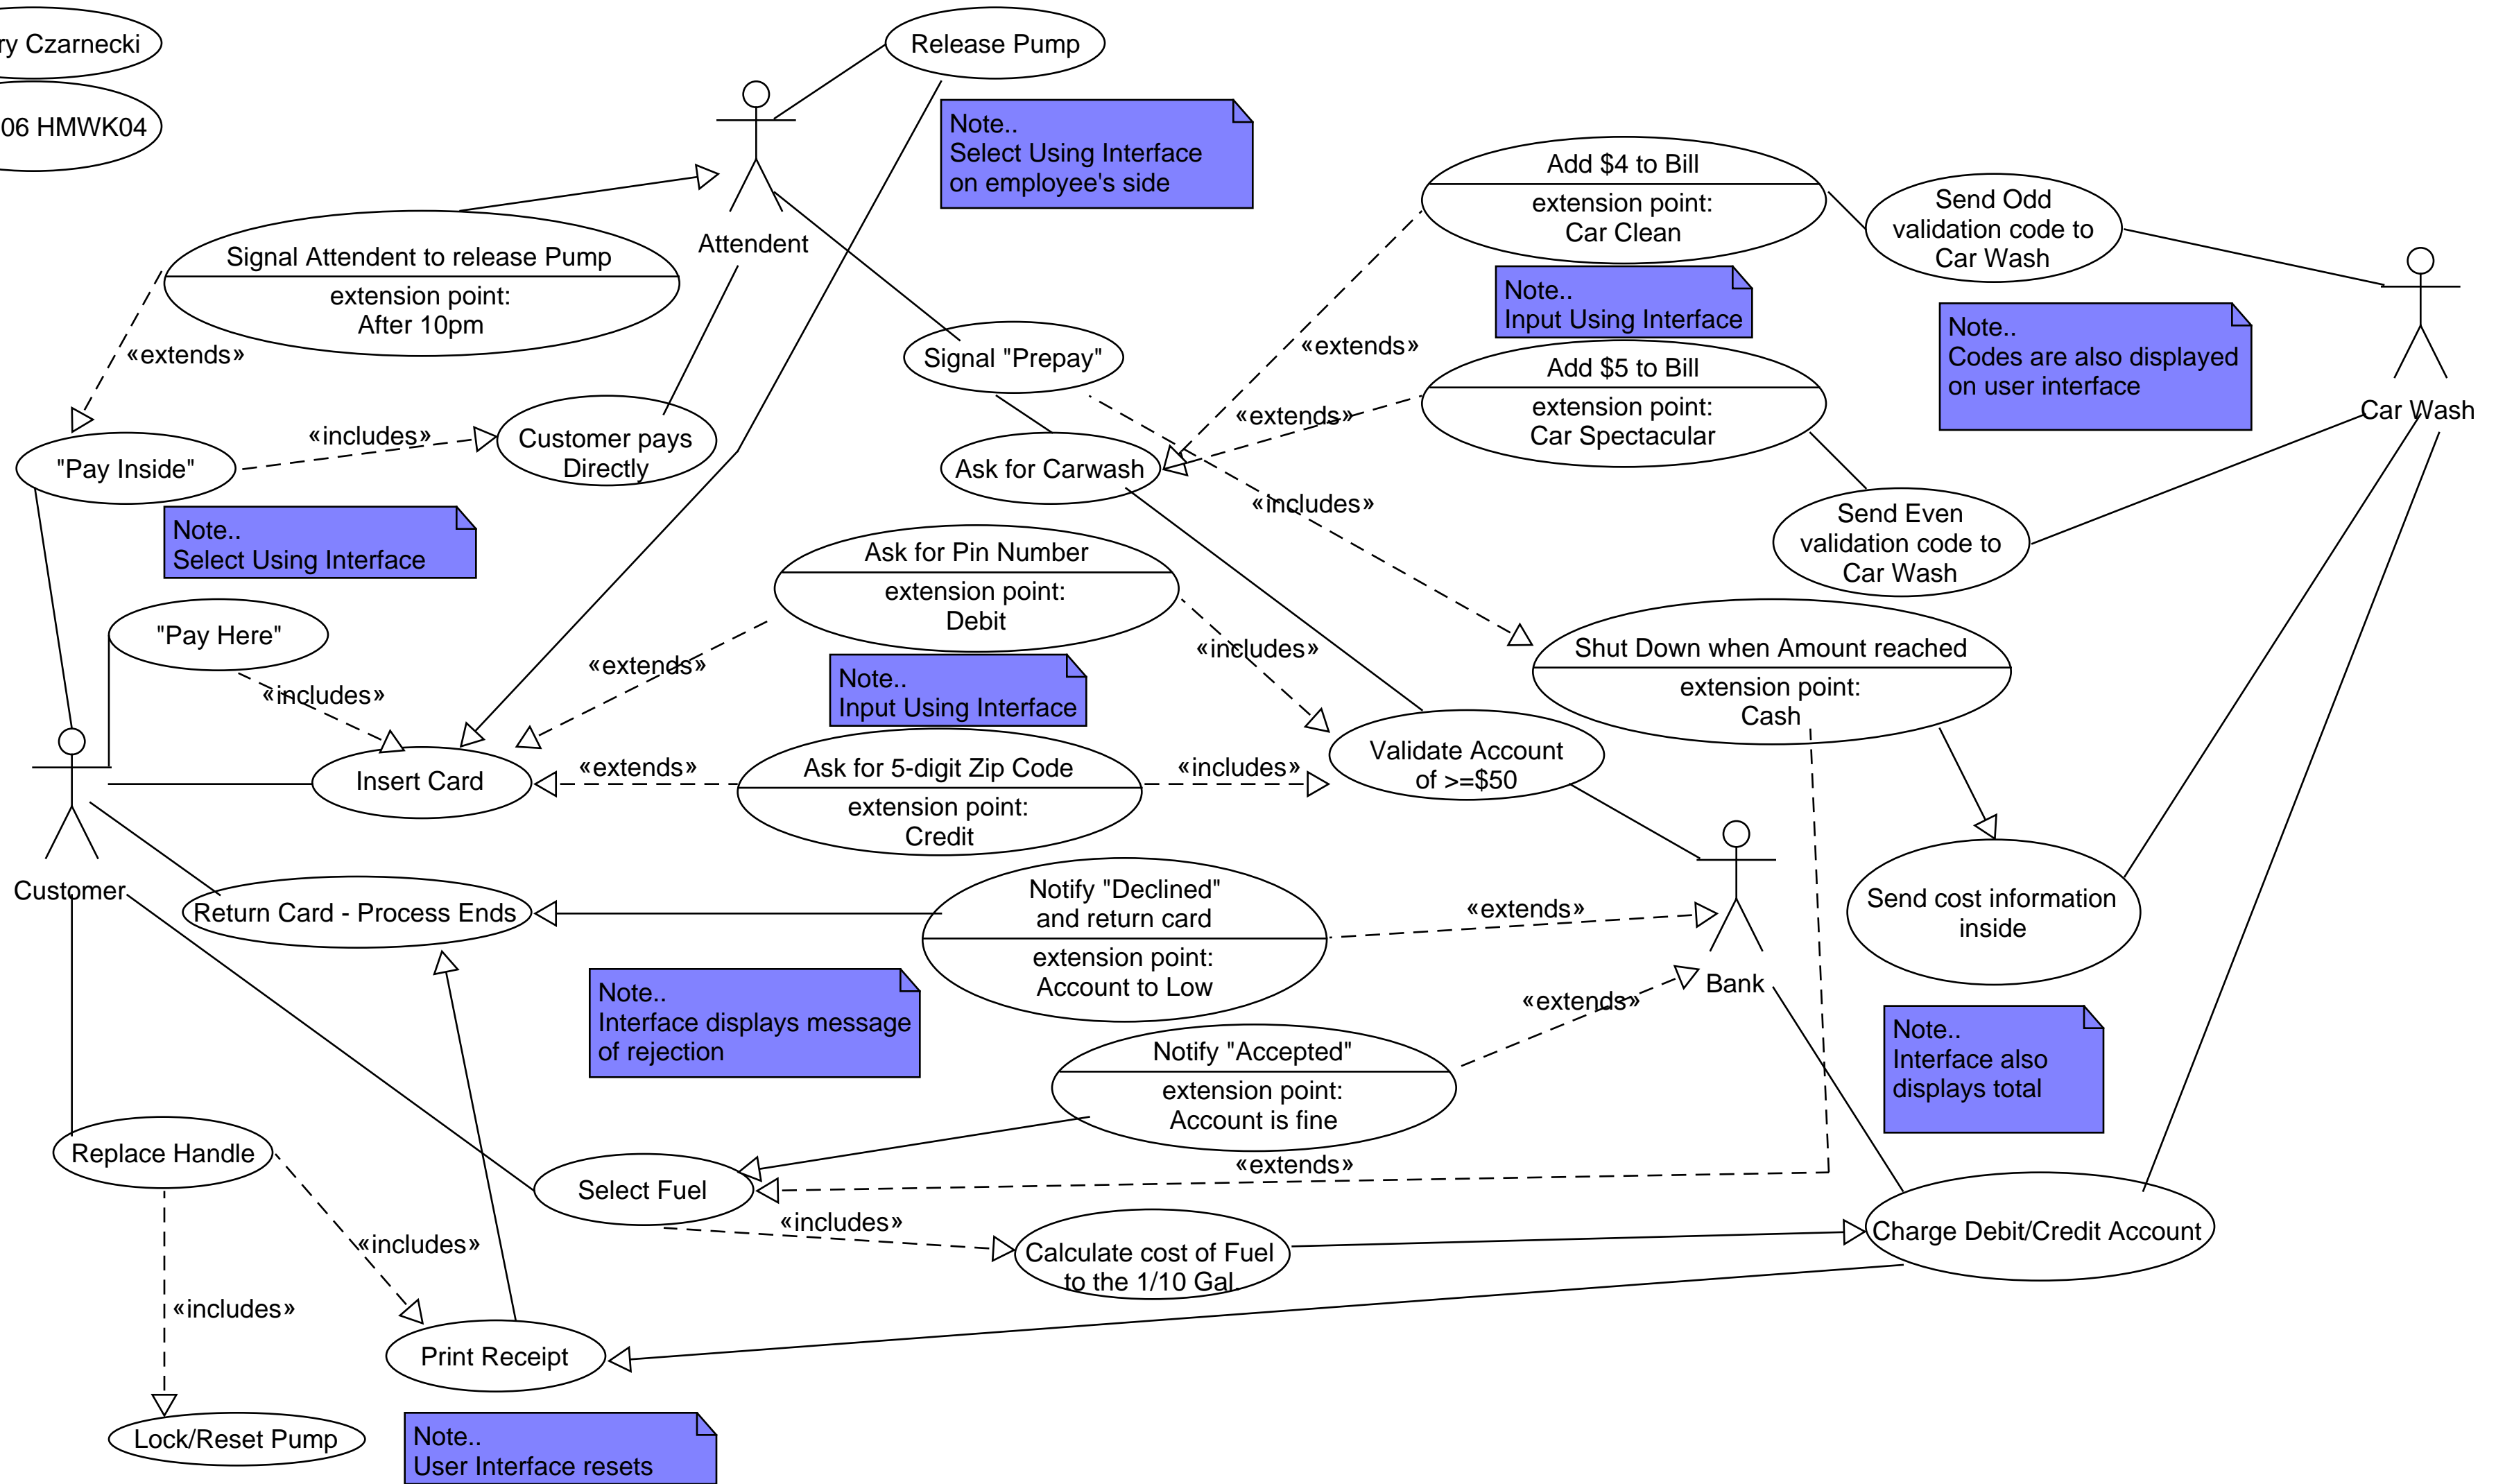 ry Czarnecki
06 HMWK04
Release Pump
Note..
Select Using Interface
on employee's side
Attendent
Signal Attendent to release Pump
extension point:
After 10pm
«extends»
"Pay Inside"
«includes»
Customer pays
Directly
Note..
Select Using Interface
Signal "Prepay"
Ask for Carwash
Add $4 to Bill
extension point:
Car Clean
Send Odd
validation code to
Car Wash
Note..
Input Using Interface
«extends»
Add $5 to Bill
extension point:
Car Spectacular
«extends»
Note..
Codes are also displayed
on user interface
Car Wash
«includes»
Send Even
validation code to
Car Wash
"Pay Here"
«includes»
Ask for Pin Number
extension point:
Debit
«extends»
«includes»
Note..
Input Using Interface
Shut Down when Amount reached
extension point:
Cash
Insert Card
«extends»
Ask for 5-digit Zip Code
extension point:
Credit
«includes»
Validate Account
of >=$50
Customer
Return Card - Process Ends
Notify "Declined"
and return card
extension point:
Account to Low
«extends»
Bank
Send cost information
inside
Note..
Interface displays message
of rejection
«extends»
Notify "Accepted"
extension point:
Account is fine
Note..
Interface also
displays total
Replace Handle
Select Fuel
«extends»
«includes»
Calculate cost of Fuel
to the 1/10 Gal.
Charge Debit/Credit Account
«includes»
«includes»
Print Receipt
Lock/Reset Pump
Note..
User Interface resets